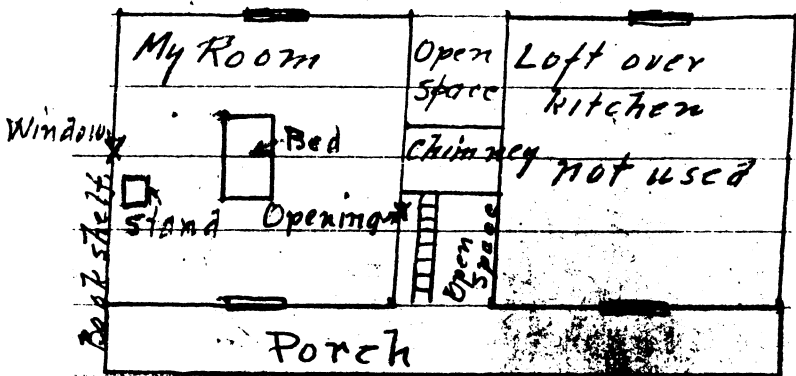 My Room
Open
Space
Loft over
kitchen
not used
Window
Bed
chimney
Stand
Opening
Book shelf
Open
Space
Porch